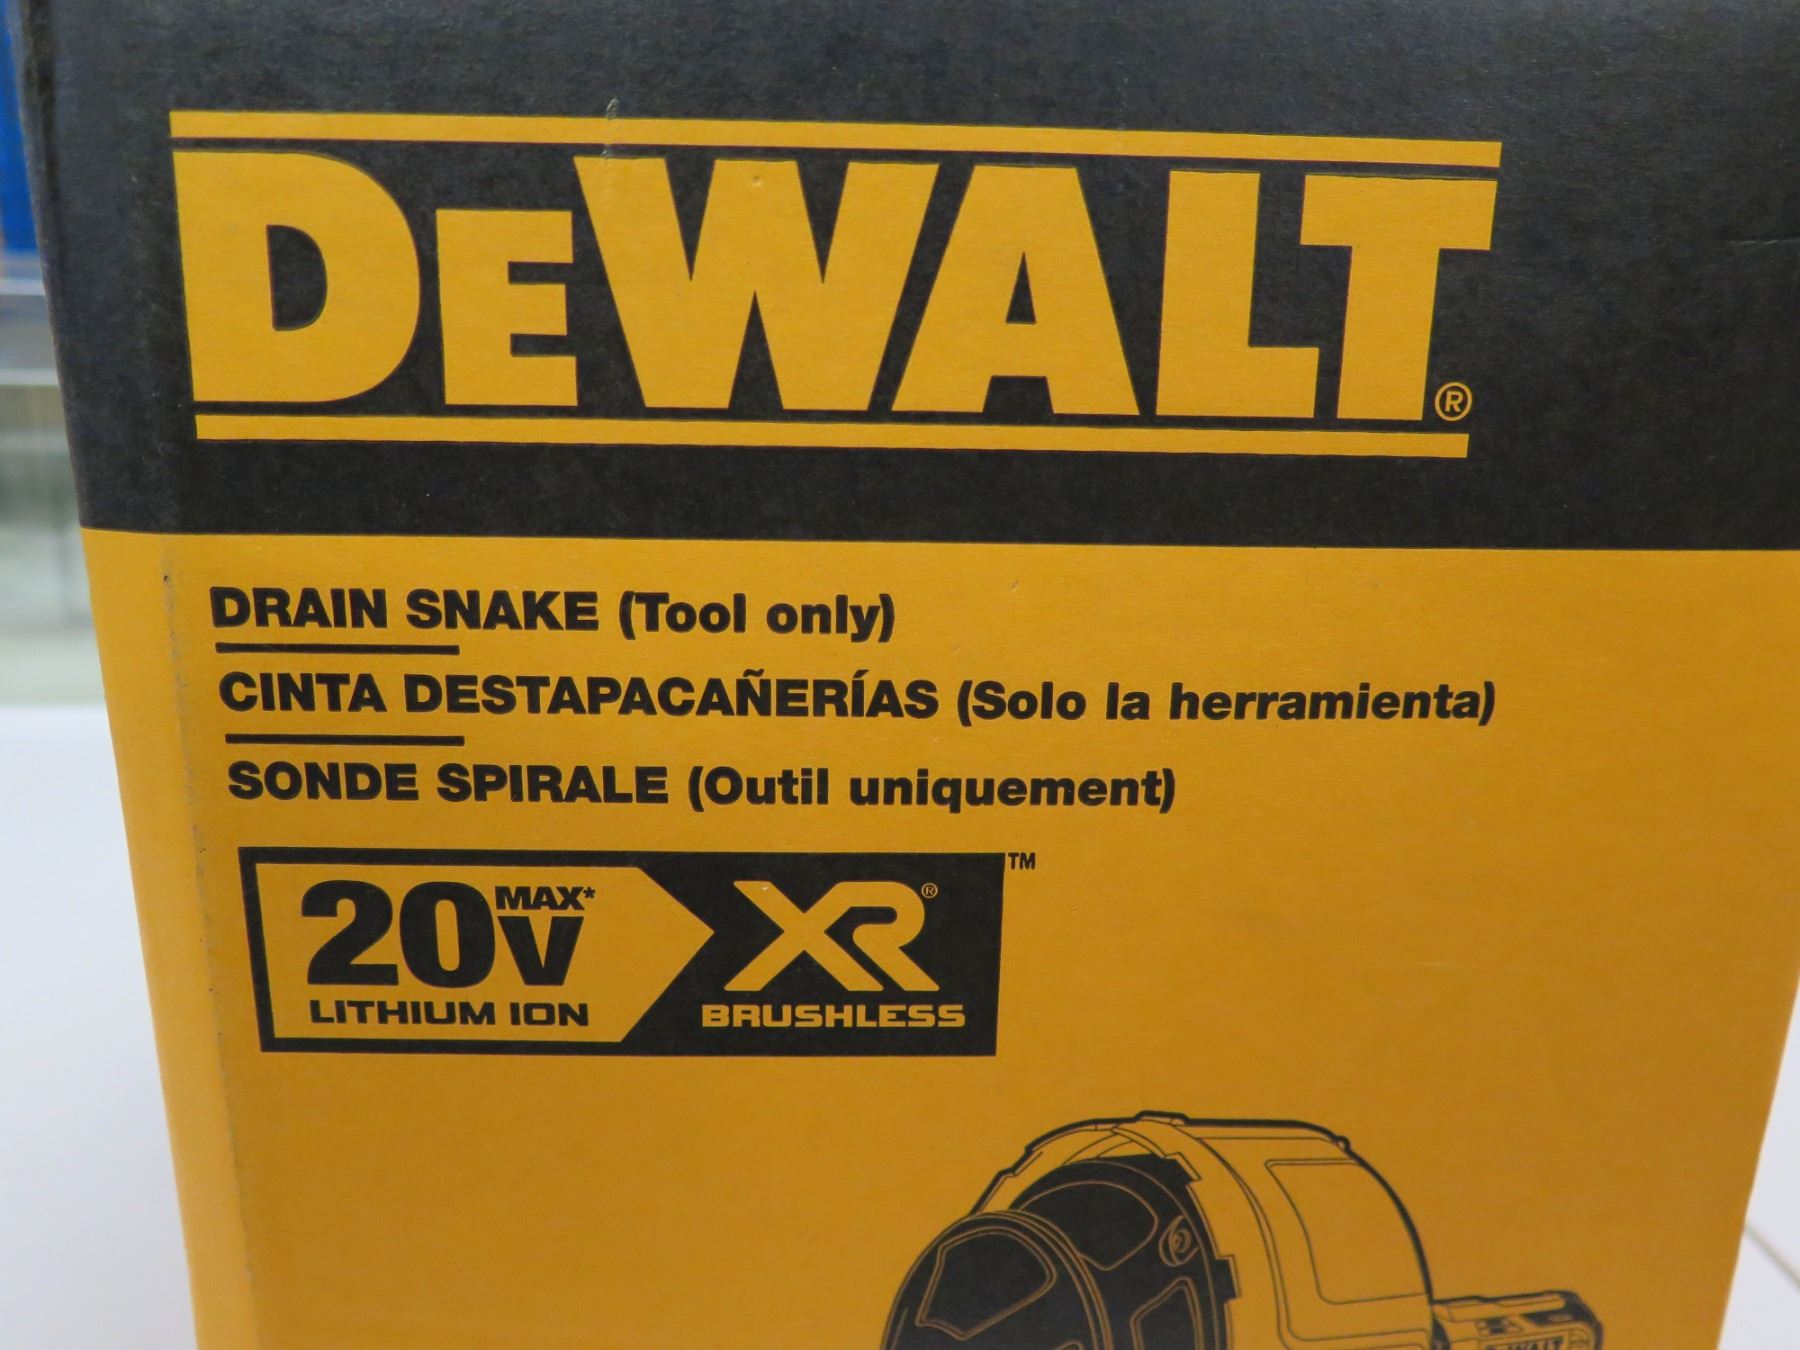 DEWALT®
DRAIN SNAKE (Tool only)
CINTA DESTAPACAÑERÍAS (Solo la herramienta)
SONDE SPIRALE (Outil uniquement)
20V MAX* XR® ™
LITHIUM ION BRUSHLESS
DEWALT